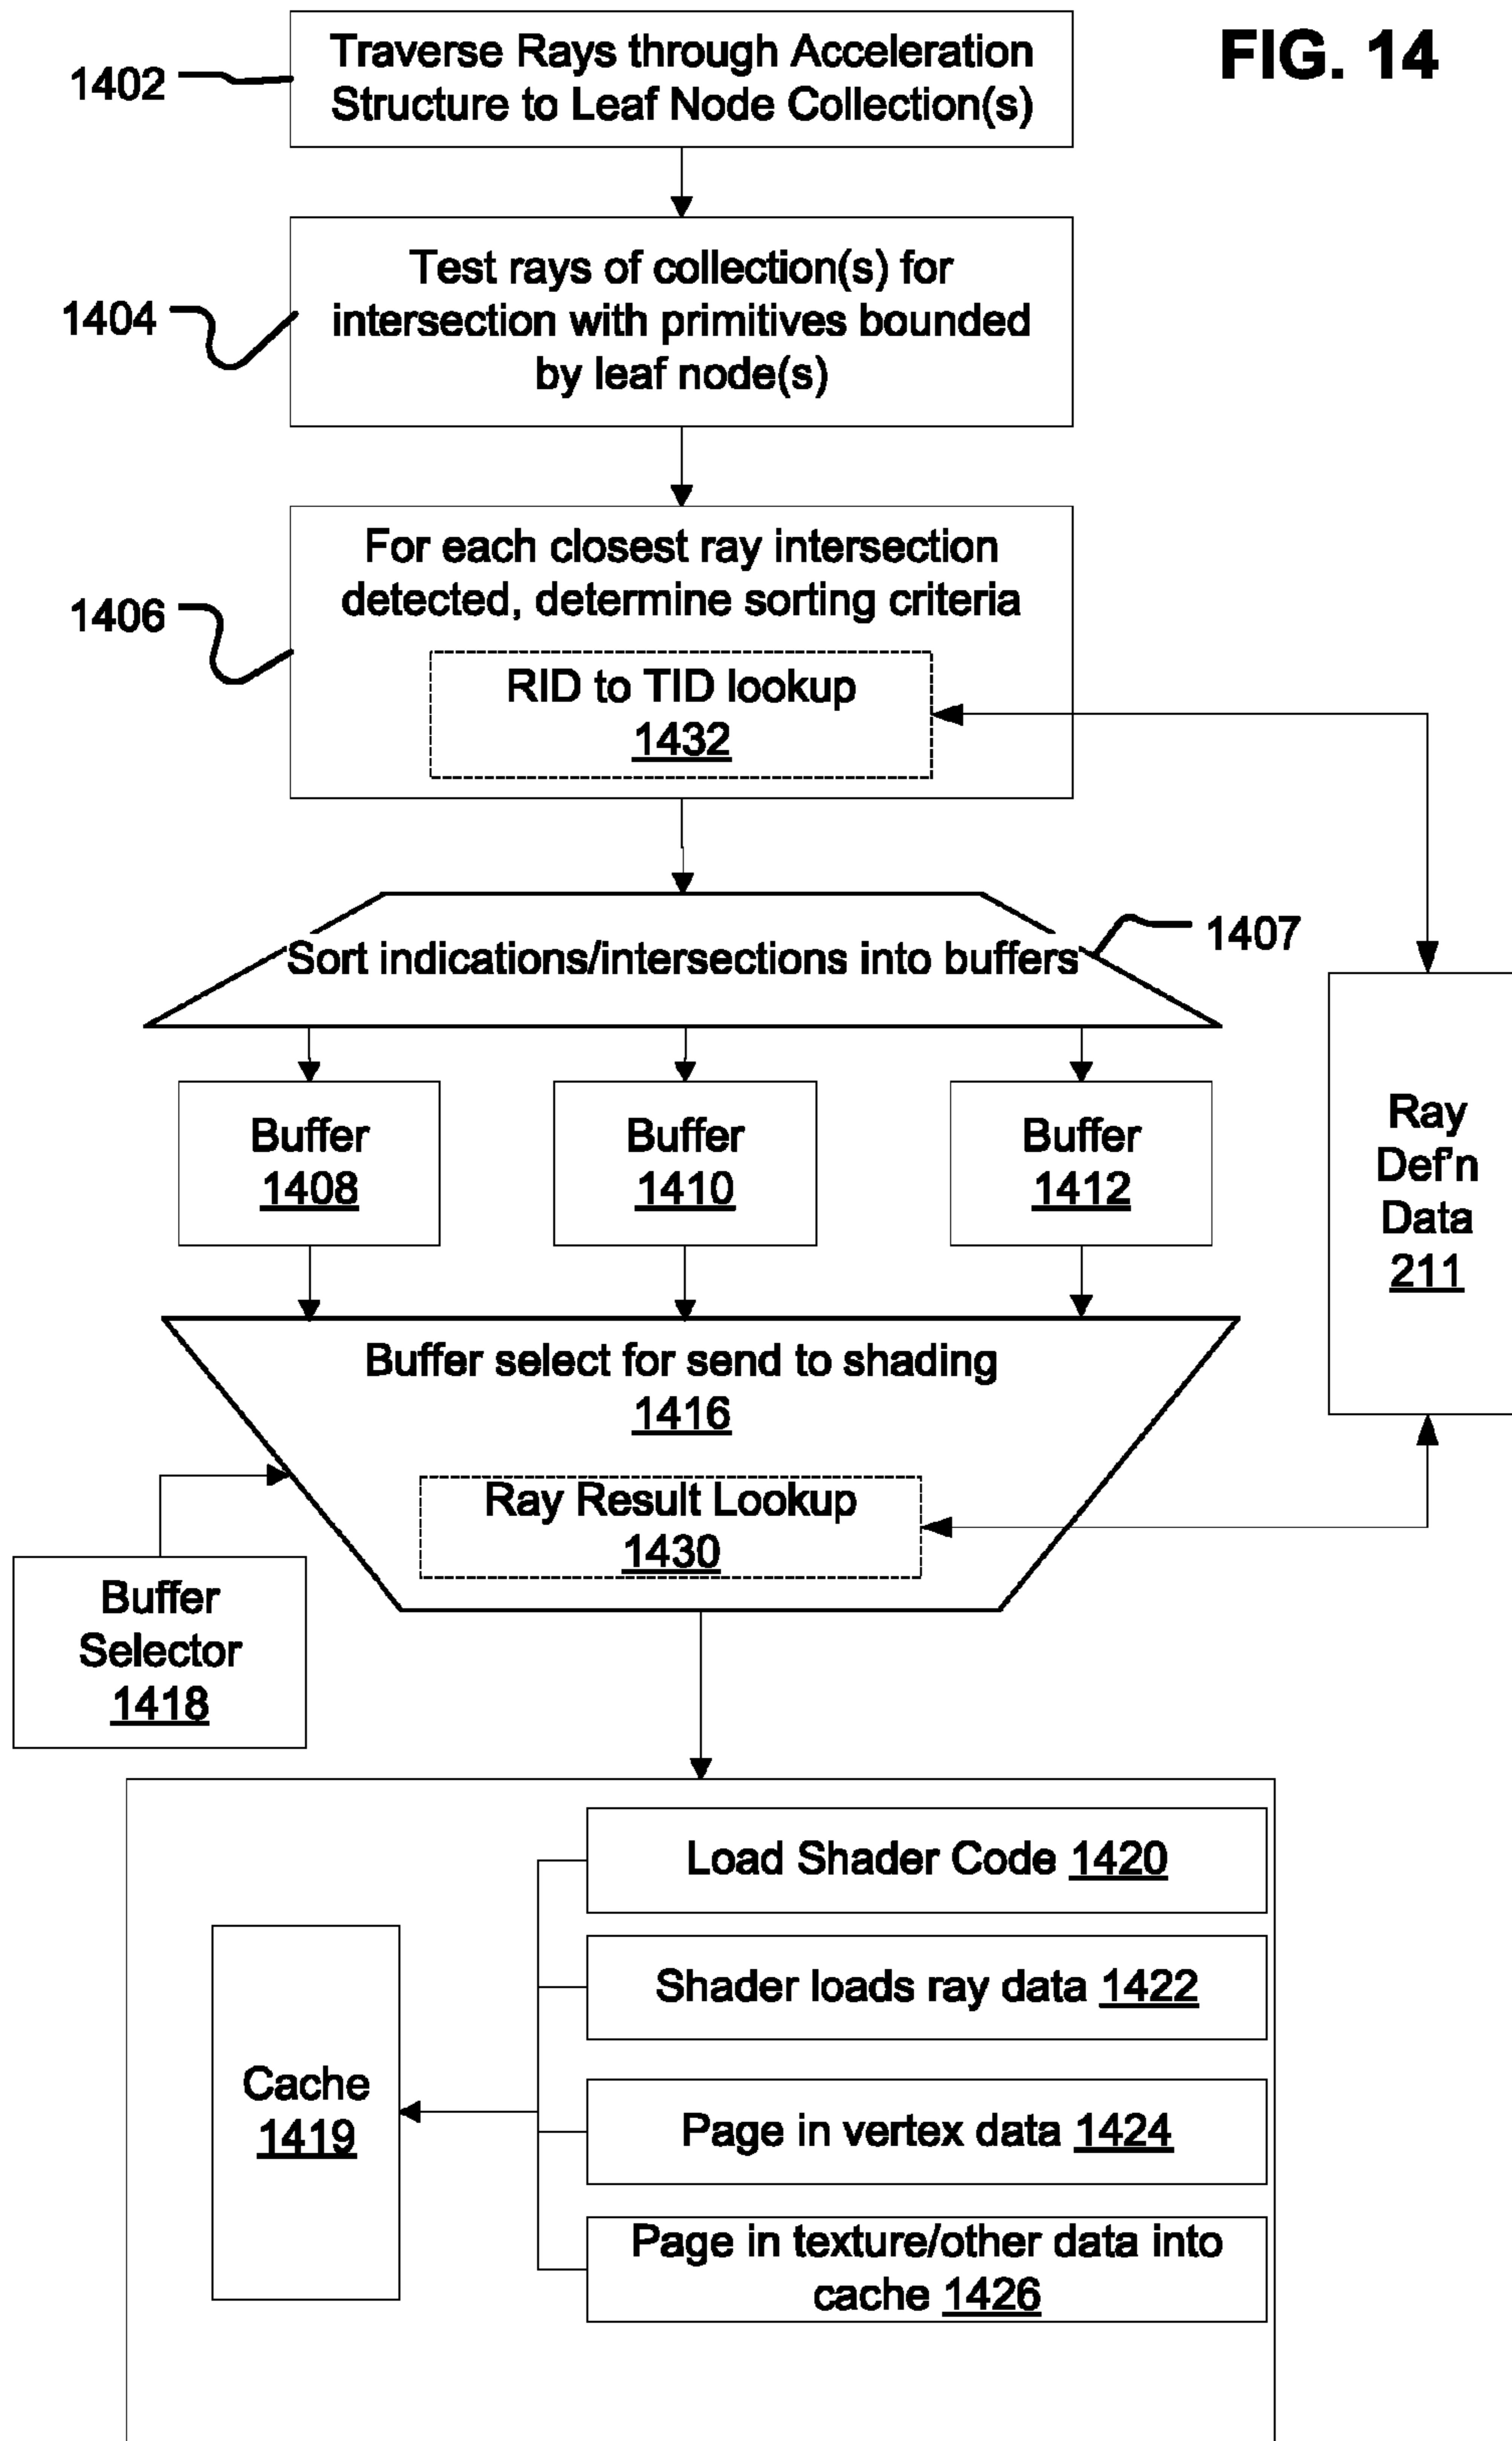 FIG. 14
1402
Traverse Rays through Acceleration
Structure to Leaf Node Collection(s)
1404
Test rays of collection(s) for
intersection with primitives bounded
by leaf node(s)
1406
For each closest ray intersection
detected, determine sorting criteria
RID to TID lookup
1432
Sort indications/intersections into buffers
1407
Buffer
1408
Buffer
1410
Buffer
1412
Ray
Def'n
Data
211
Buffer select for send to shading
1416
Ray Result Lookup
1430
Buffer
Selector
1418
Load Shader Code 1420
Shader loads ray data 1422
Cache
1419
Page in vertex data 1424
Page in texture/other data into
cache 1426